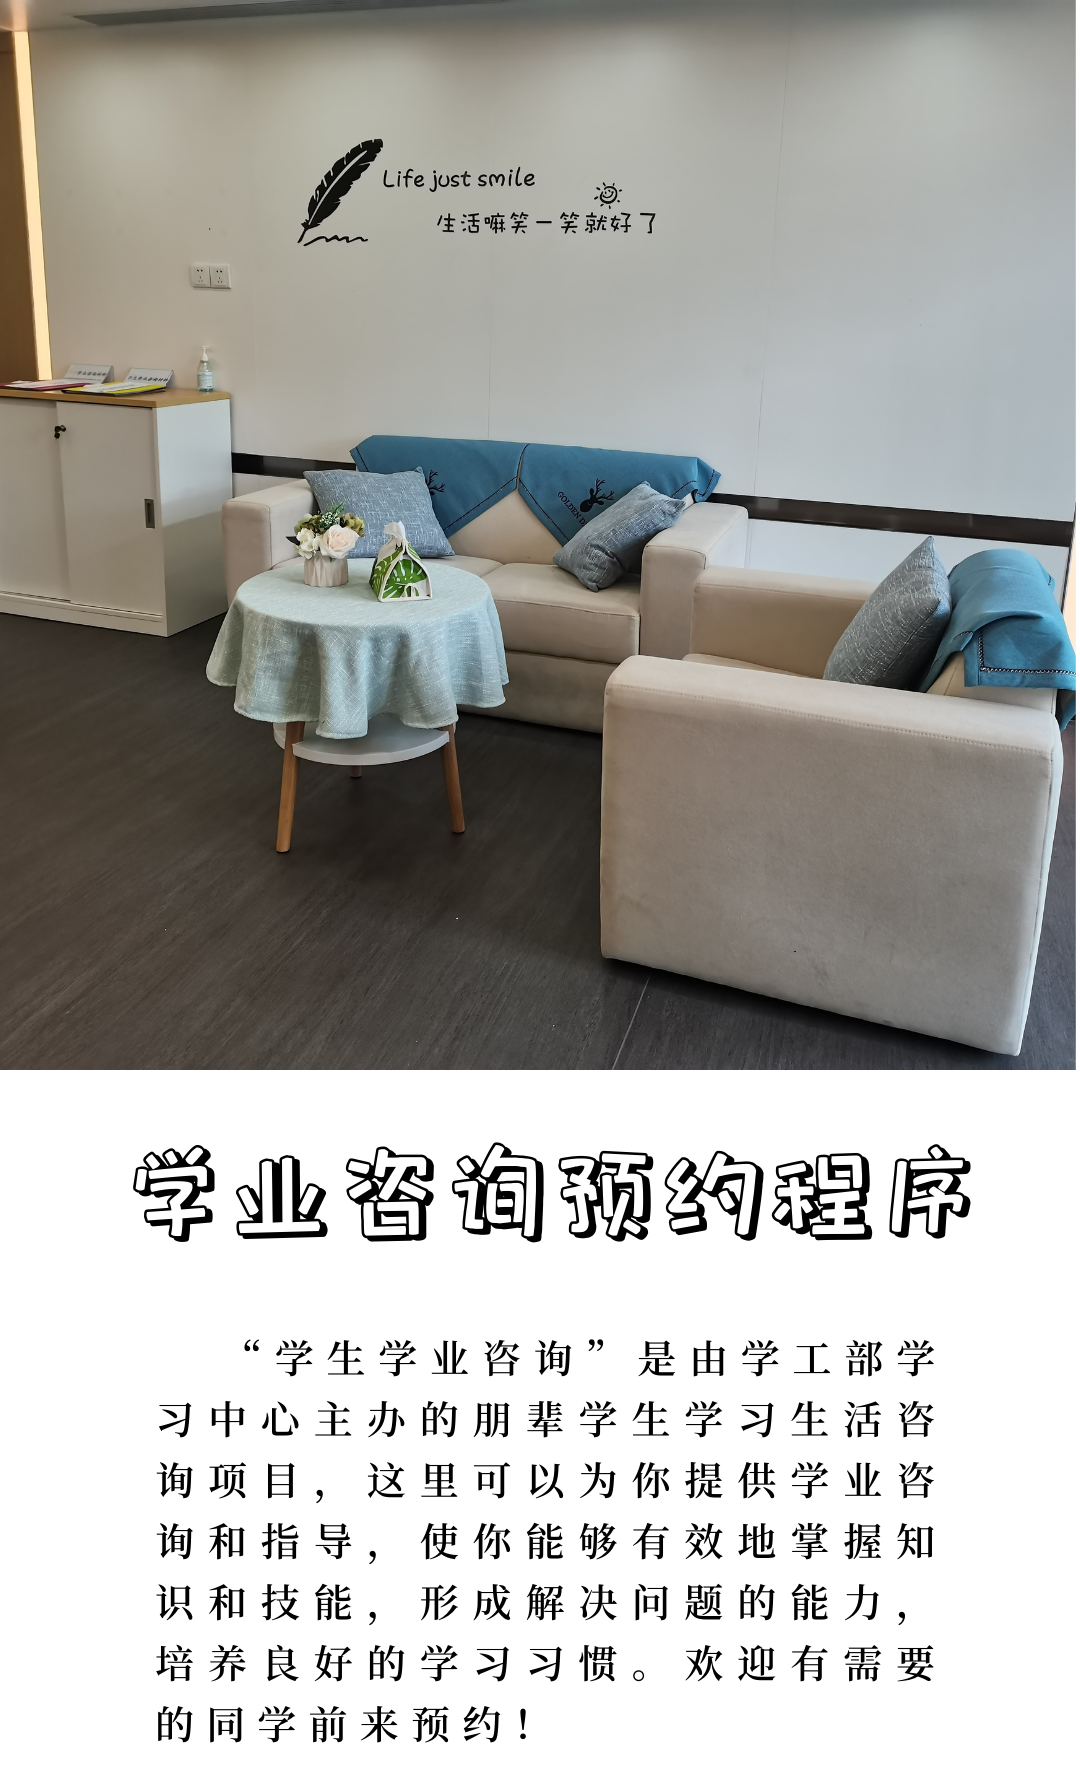 Life just smile
生活嘛笑一笑就好了
GOLDEN
学业咨询预约程序
“学生学业咨询”是由学工部学
习中心主办的朋辈学生学习生活咨
询项目，这里可以为你提供学业咨
询和指导，使你能够有效地掌握知
识和技能，形成解决问题的能力，
培养良好的学习习惯。欢迎有需要
的同学前来预约！